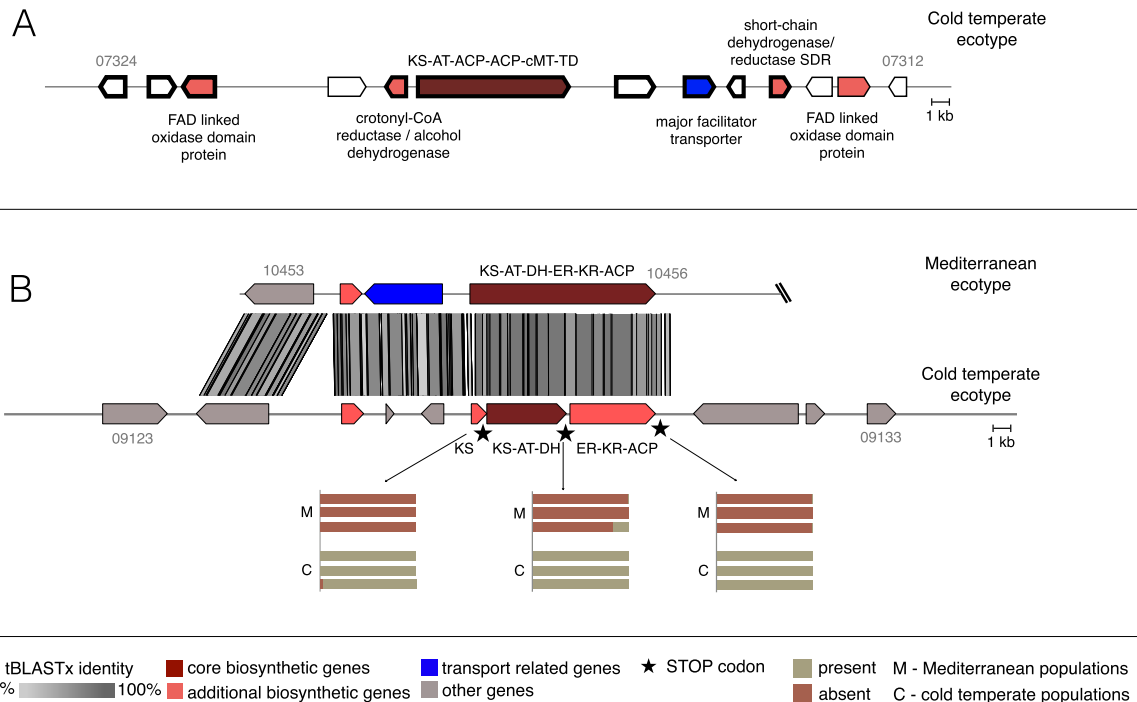 A
Cold temperate
ecotype
short-chain
dehydrogenase/
reductase SDR
07324
KS-AT-ACP-ACP-cMT-TD
07312
1 kb
FAD linked
oxidase domain
protein
crotonyl-CoA
reductase / alcohol
dehydrogenase
major facilitator
transporter
FAD linked
oxidase domain
protein
B
Mediterranean
ecotype
10453
KS-AT-DH-ER-KR-ACP
10456
Cold temperate
ecotype
09123
09133
1 kb
KS
KS-AT-DH
ER-KR-ACP
M
M
M
C
C
C
tBLASTx identity
% 100%
core biosynthetic genes
additional biosynthetic genes
transport related genes
other genes
STOP codon
present
absent
M - Mediterranean populations
C - cold temperate populations